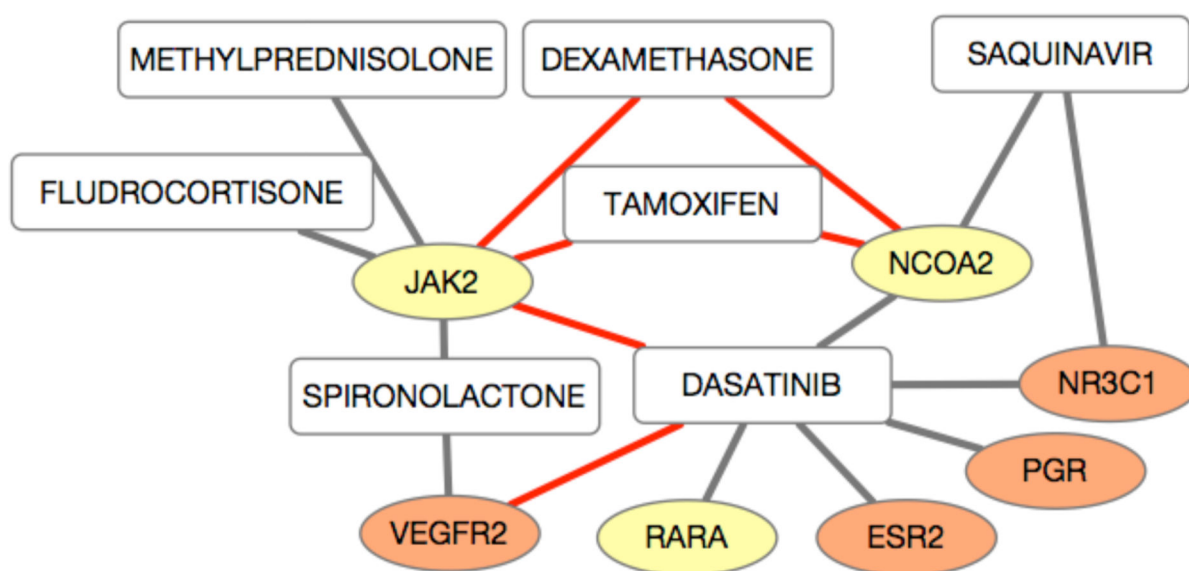 METHYLPREDNISOLONE
DEXAMETHASONE
SAQUINAVIR
FLUDROCORTISONE
TAMOXIFEN
JAK2
NCOA2
SPIRONOLACTONE
DASATINIB
NR3C1
PGR
VEGFR2
RARA
ESR2